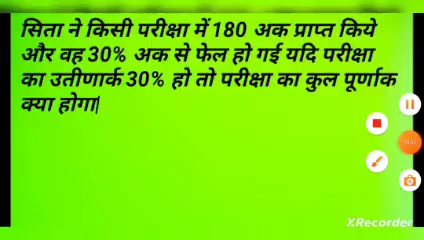 सिता ने किसी परीक्षा में 180 अक प्राप्त किये
और वह 30% अक से फेल हो गई यदि परीक्षा
का उतीणार्क 30% हो तो परीक्षा का कुल पूर्णाक
क्या होगा
XRecorder